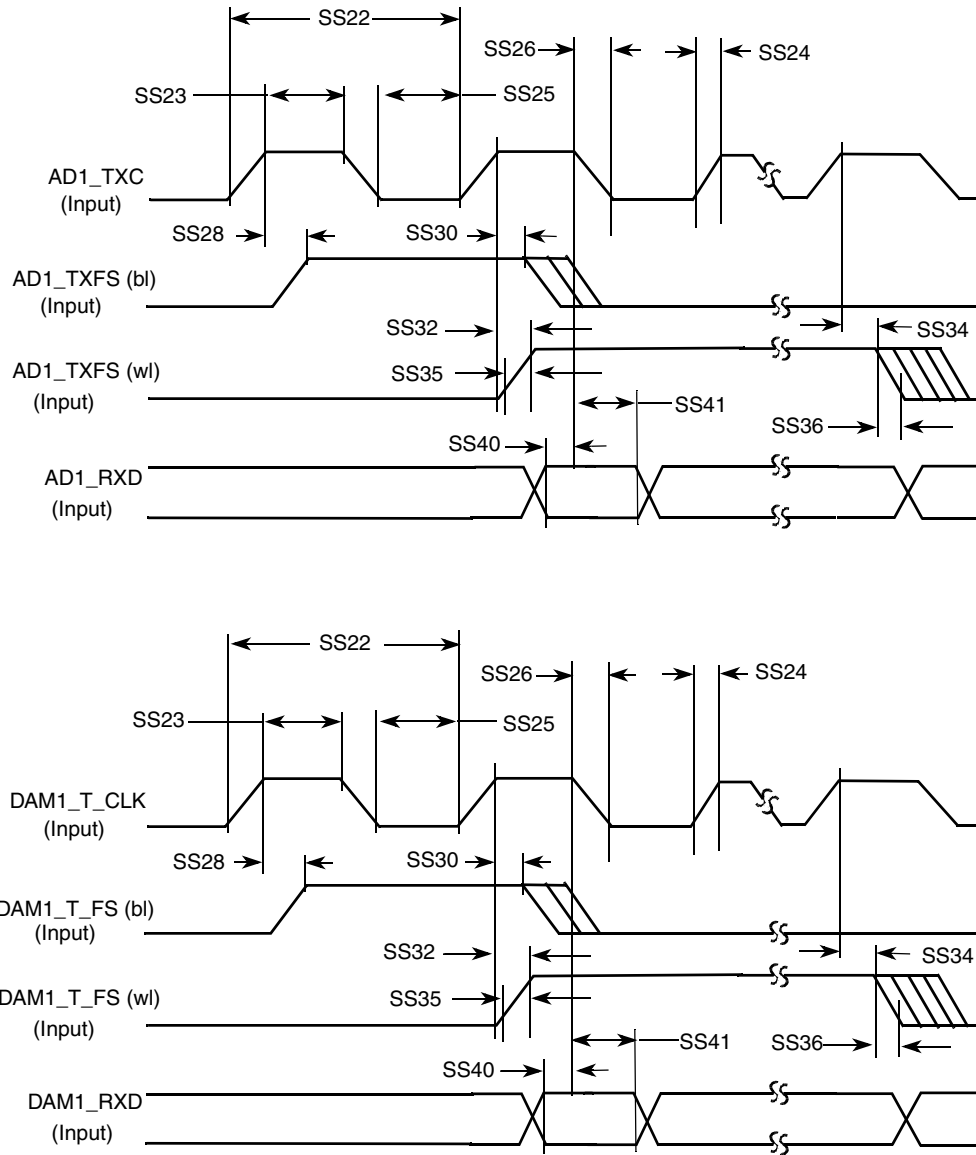 SS22
SS26
SS24
SS23
SS25
AD1_TXC
(Input)
SS28
SS30
AD1_TXFS (bl)
(Input)
SS32
SS34
AD1_TXFS (wl)
(Input)
SS35
SS41
SS36
SS40
AD1_RXD
(Input)
SS22
SS26
SS24
SS23
SS25
DAM1_T_CLK
(Input)
SS28
SS30
DAM1_T_FS (bl)
(Input)
SS32
SS34
DAM1_T_FS (wl)
(Input)
SS35
SS41
SS36
SS40
DAM1_RXD
(Input)